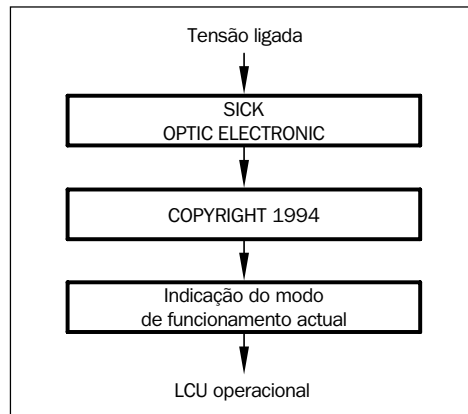 Tensão ligada
SICK
OPTIC ELECTRONIC
COPYRIGHT 1994
Indicação do modo
de funcionamento actual
LCU operacional